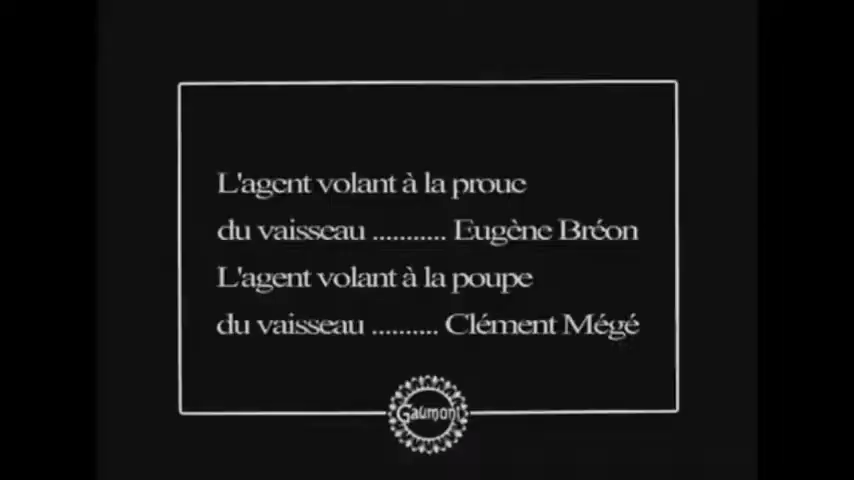 L'agent volant à la proue
du vaisseau ........... Eugène Bréon
L'agent volant à la poupe
du vaisseau .......... Clément Mégé
Gaumont